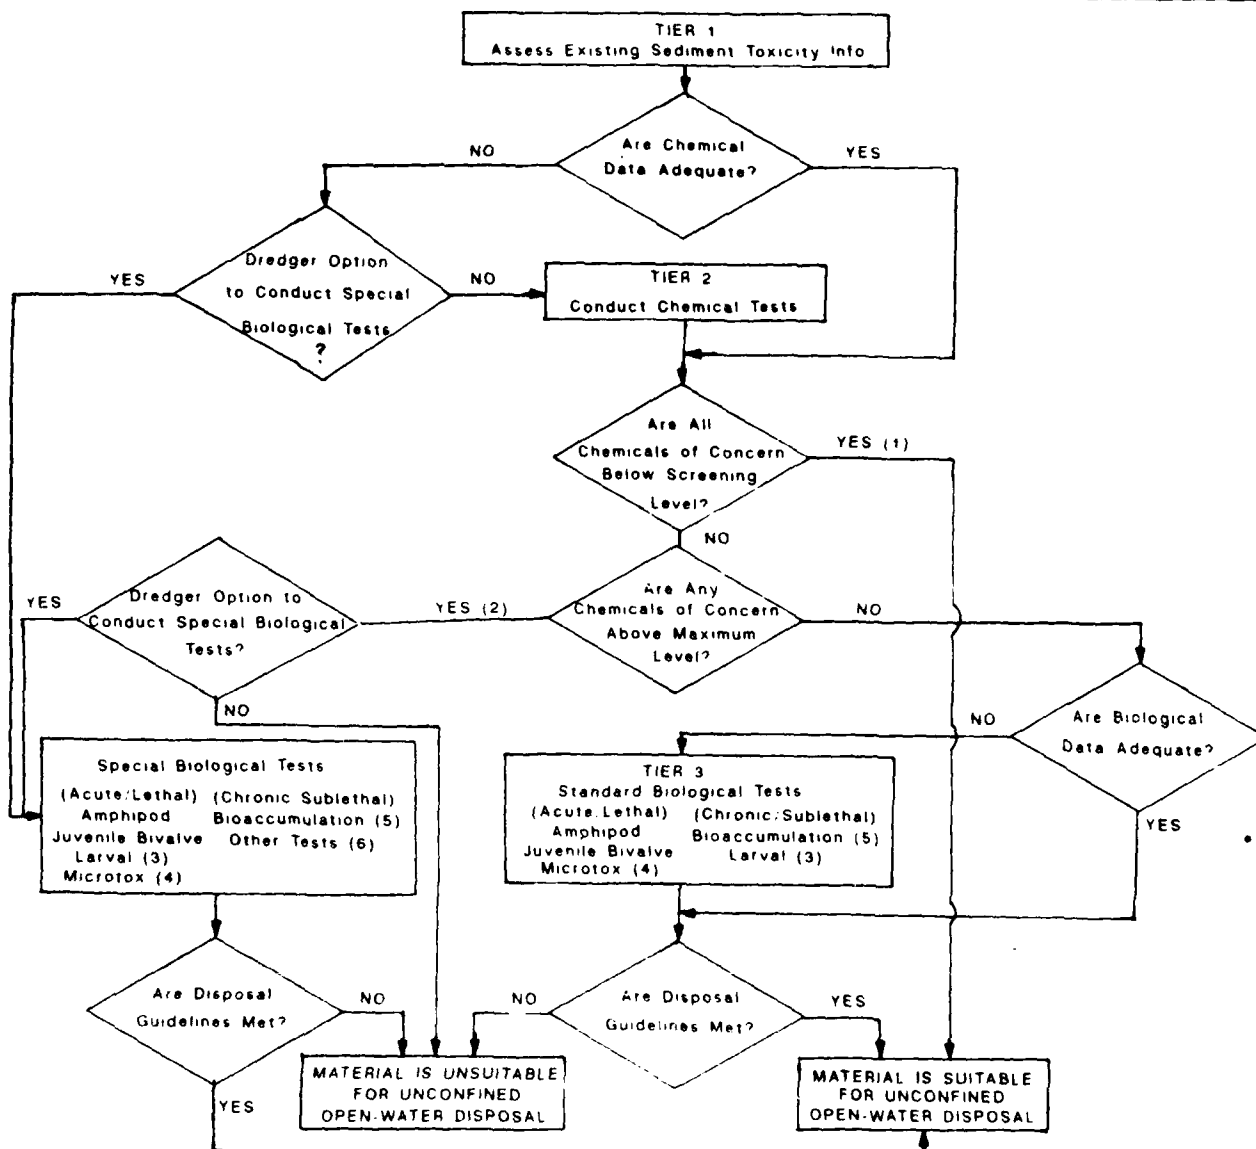 TIER 1
Assess Existing Sediment Toxicity Info
Are Chemical
Data Adequate?
NO
YES
Dredger Option
to Conduct Special
Biological Tests
?
YES
NO
TIER 2
Conduct Chemical Tests
Are All
Chemicals of Concern
Below Screening
Level?
YES (1)
NO
Are Any
Chemicals of Concern
Above Maximum
Level?
YES (2)
NO
Dredger Option to
Conduct Special Biological
Tests?
YES
NO
Are Biological
Data Adequate?
NO
YES
Special Biological Tests
(Acute/Lethal) (Chronic Sublethal)
Amphipod Bioaccumulation (5)
Juvenile Bivalve Other Tests (6)
Larval (3)
Microtox (4)
TIER 3
Standard Biological Tests
(Acute/Lethal) (Chronic/Sublethal)
Amphipod Bioaccumulation (5)
Juvenile Bivalve Larval (3)
Microtox (4)
Are Disposal
Guidelines Met?
NO
YES
Are Disposal
Guidelines Met?
NO
YES
MATERIAL IS UNSUITABLE
FOR UNCONFINED
OPEN-WATER DISPOSAL
MATERIAL IS SUITABLE
FOR UNCONFINED
OPEN-WATER DISPOSAL